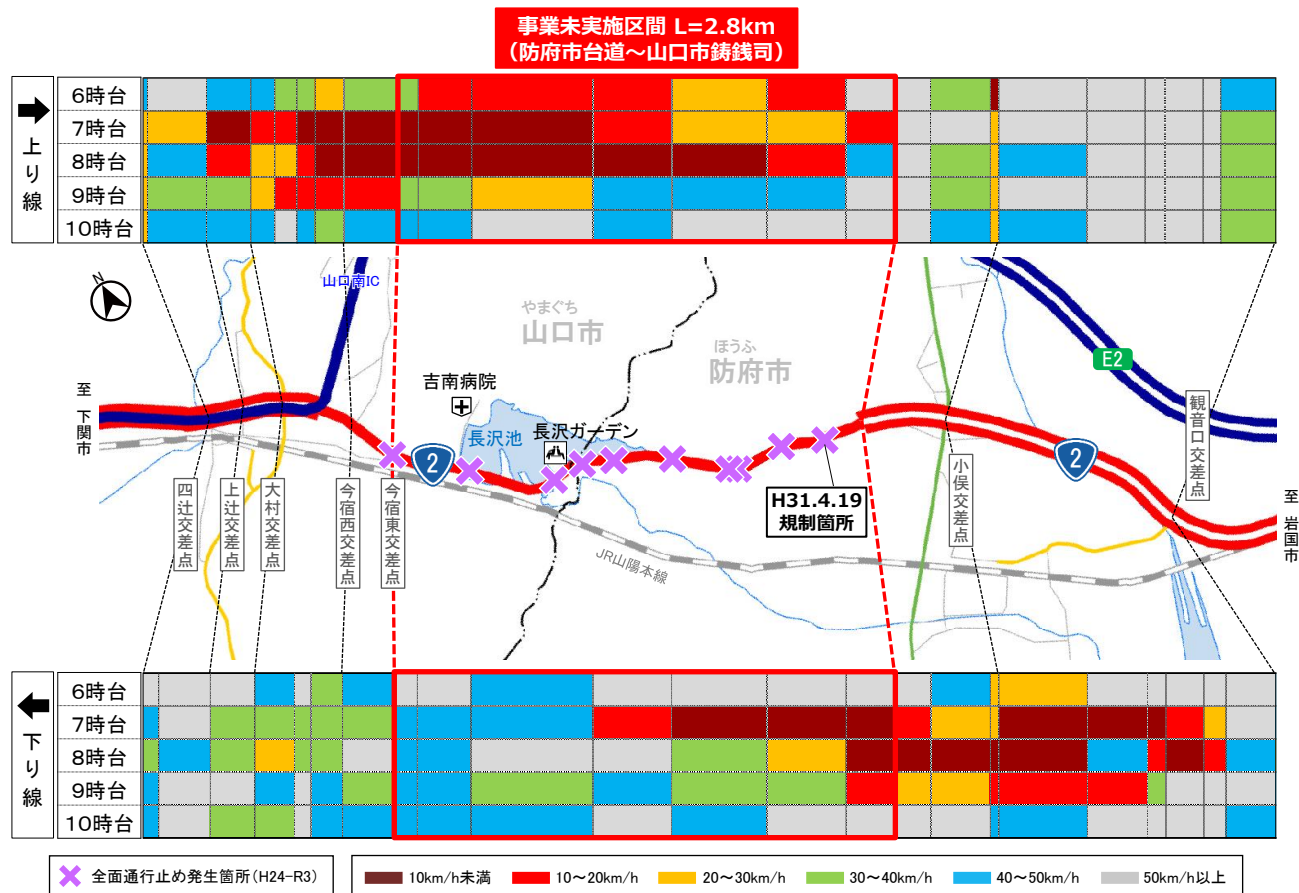 事業未実施区間 L=2.8km
（防府市台道～山口市鋳銭司）
上り線
6時台
7時台
8時台
9時台
10時台
N
山口南IC
やまぐち
山口市
ほうふ
防府市
E2
至 下関市
吉南病院
長沢池
長沢ガーデン
2
2
H31.4.19
規制箇所
JR山陽本線
四辻交差点
上辻交差点
大村交差点
今宿西交差点
今宿東交差点
小俣交差点
観音口交差点
至 岩国市
下り線
6時台
7時台
8時台
9時台
10時台
全面通行止め発生箇所(H24-R3)
10km/h未満
10～20km/h
20～30km/h
30～40km/h
40～50km/h
50km/h以上